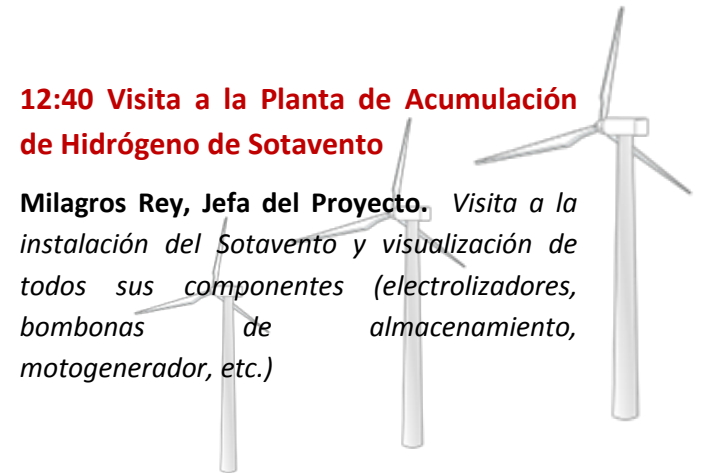 12:40 Visita a la Planta de Acumulación
de Hidrógeno de Sotavento
Milagros Rey, Jefa del Proyecto. Visita a la
instalación del Sotavento y visualización de
todos sus componentes (electrolizadores,
bombonas de almacenamiento,
motogenerador, etc.)